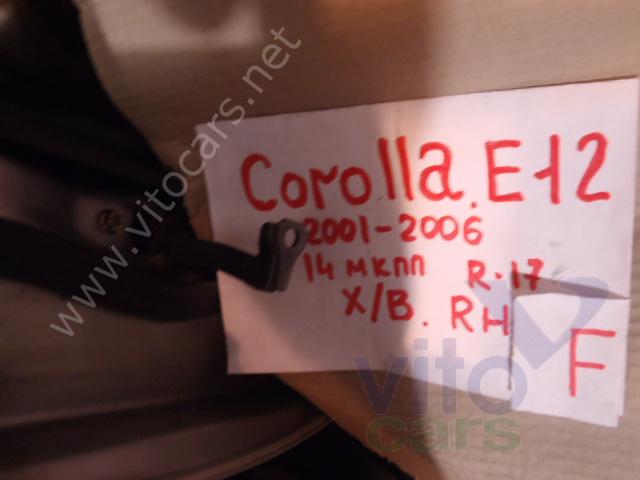 Corolla. E12
2001-2006
14 мкпп R-17
X/B. RH
F
www.vitocars.net
vito
cars